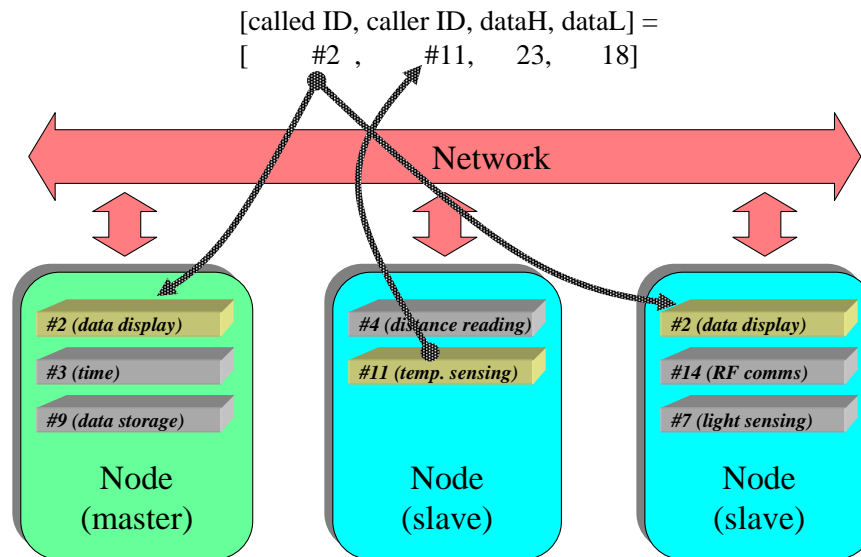 [called ID, caller ID, dataH, dataL] =
[ #2 , #11, 23, 18]
Network
#2 (data display)
#3 (time)
#9 (data storage)
Node
(master)
#4 (distance reading)
#11 (temp. sensing)
Node
(slave)
#2 (data display)
#14 (RF comms)
#7 (light sensing)
Node
(slave)